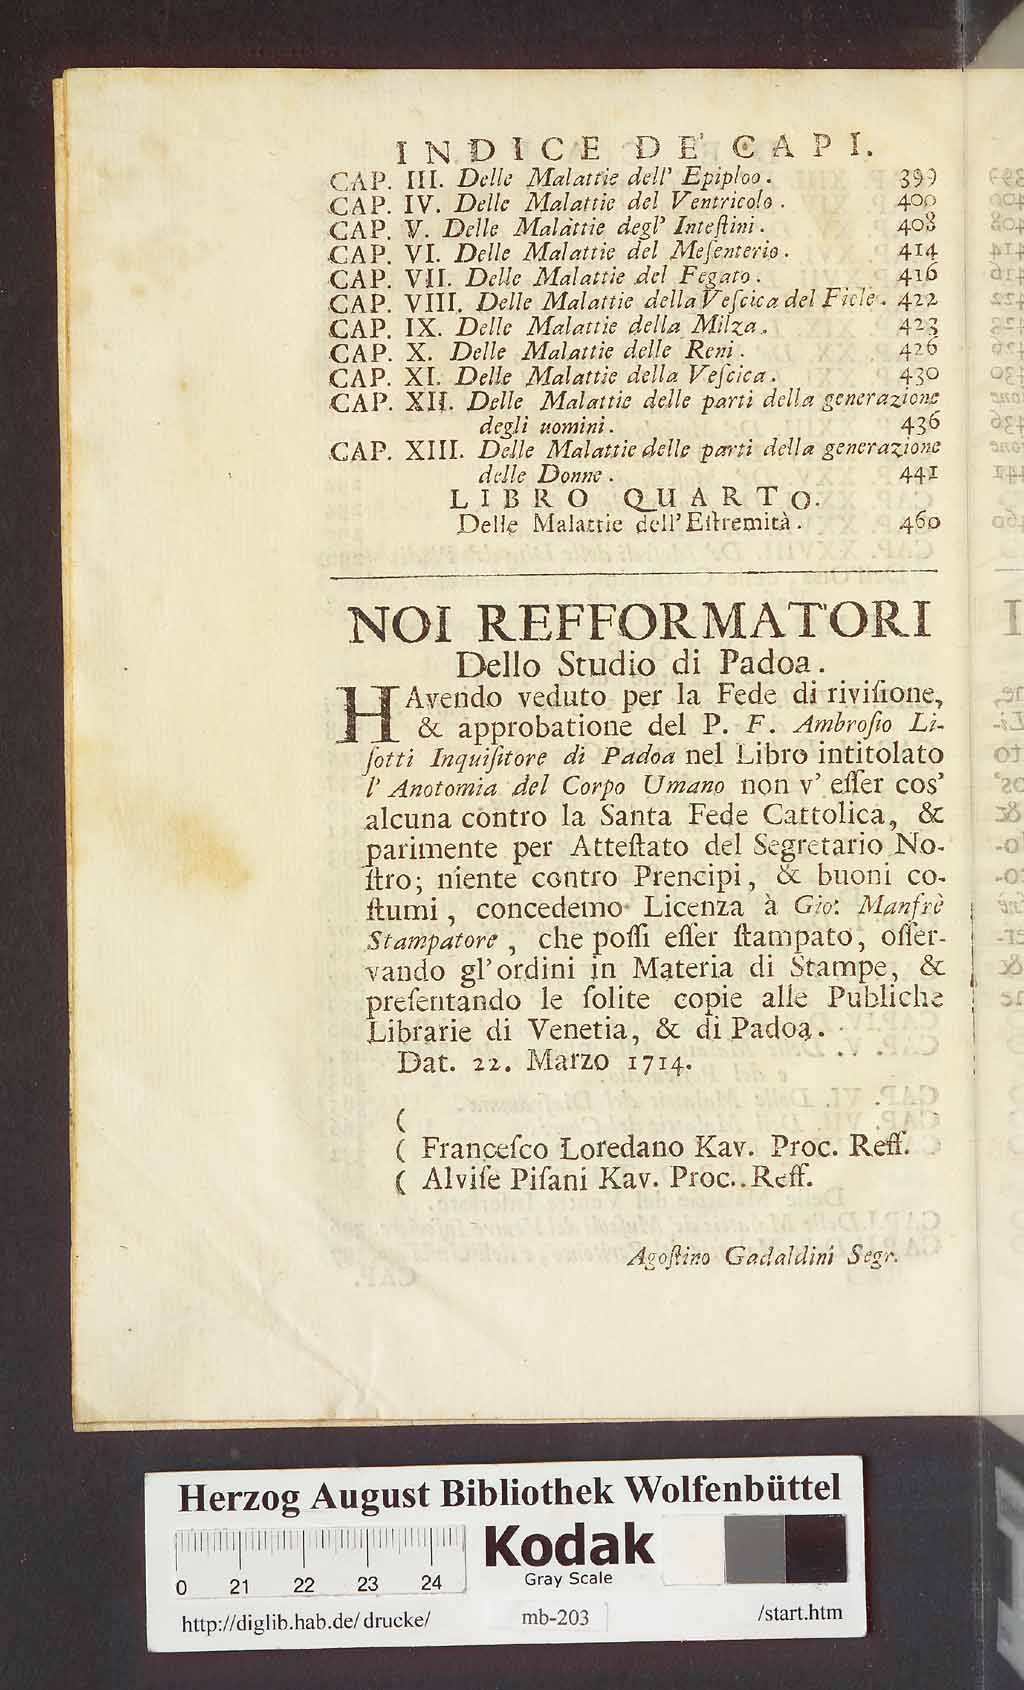 INDICE DE' CAPI.
CAP. III. Delle Malattie dell' Epiploo. 399
CAP. IV. Delle Malattie del Ventricolo. 400
CAP. V. Delle Malattie degl' Inteſtini. 408
CAP. VI. Delle Malattie del Meſenterio. 414
CAP. VII. Delle Malattie del Fegato. 416
CAP. VIII. Delle Malattie della Veſcica del Fiele. 422
CAP. IX. Delle Malattie della Milza. 423
CAP. X. Delle Malattie delle Reni. 426
CAP. XI. Delle Malattie della Veſcica. 430
CAP. XII. Delle Malattie delle parti della generazione
degli uomini. 436
CAP. XIII. Delle Malattie delle parti della generazione
delle Donne. 441
LIBRO QUARTO.
Delle Malattie dell' Eſtremità. 460
NOI REFFORMATORI
Dello Studio di Padoa.
HAvendo veduto per la Fede di riviſione,
& approbatione del P. F. Ambroſio Li-
ſotti Inquiſitore di Padoa nel Libro intitolato
l' Anotomia del Corpo Umano non v' eſſer cos'
alcuna contro la Santa Fede Cattolica, &
parimente per Atteſtato del Segretario No-
ſtro; niente contro Prencipi, & buoni co-
ſtumi, concedemo Licenza à Gio: Manfrè
Stampatore, che poſſi eſſer ſtampato, oſſer-
vando gl' ordini in Materia di Stampe, &
preſentando le ſolite copie alle Publiche
Librarie di Venetia, & di Padoa.
Dat. 22. Marzo 1714.
(
( Franceſco Loredano Kav. Proc. Reff.
( Alviſe Piſani Kav. Proc. Reff.
Agoſtino Gadaldini Segr.
Herzog August Bibliothek Wolfenbüttel
0 21 22 23 24
Kodak
Gray Scale
http://diglib.hab.de/drucke/ mb-203 /start.htm